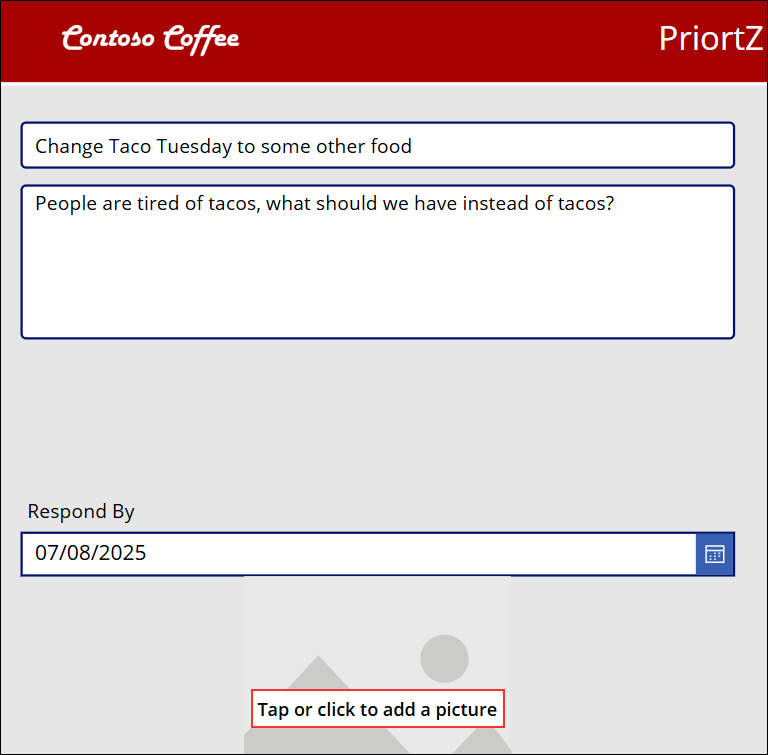 Contoso Coffee
PriortZ
Change Taco Tuesday to some other food
People are tired of tacos, what should we have instead of tacos?
Respond By
07/08/2025
Tap or click to add a picture